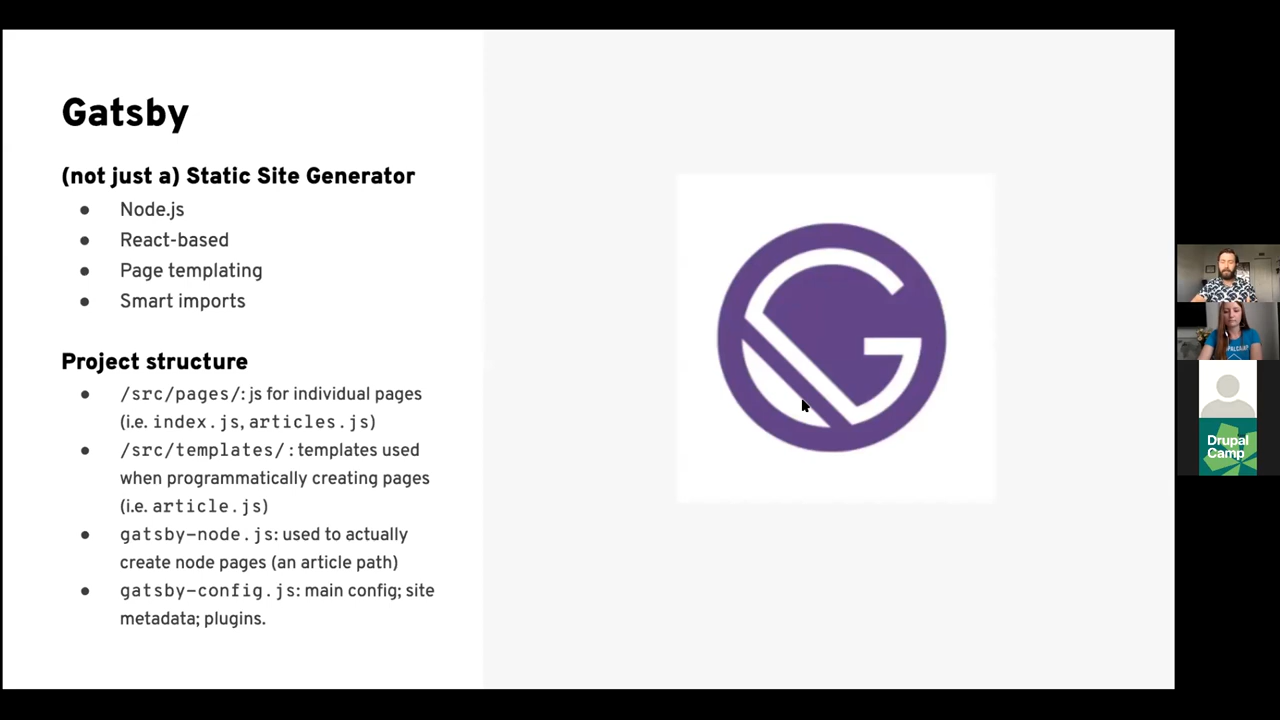 Gatsby
(not just a) Static Site Generator
● Node.js
● React-based
● Page templating
● Smart imports
Project structure
● /src/pages/: js for individual pages
(i.e. index.js, articles.js)
● /src/templates/ : templates used
when programmatically creating pages
(i.e. article.js)
● gatsby-node.js: used to actually
create node pages (an article path)
● gatsby-config.js: main config; site
metadata; plugins.
Drupal
Camp